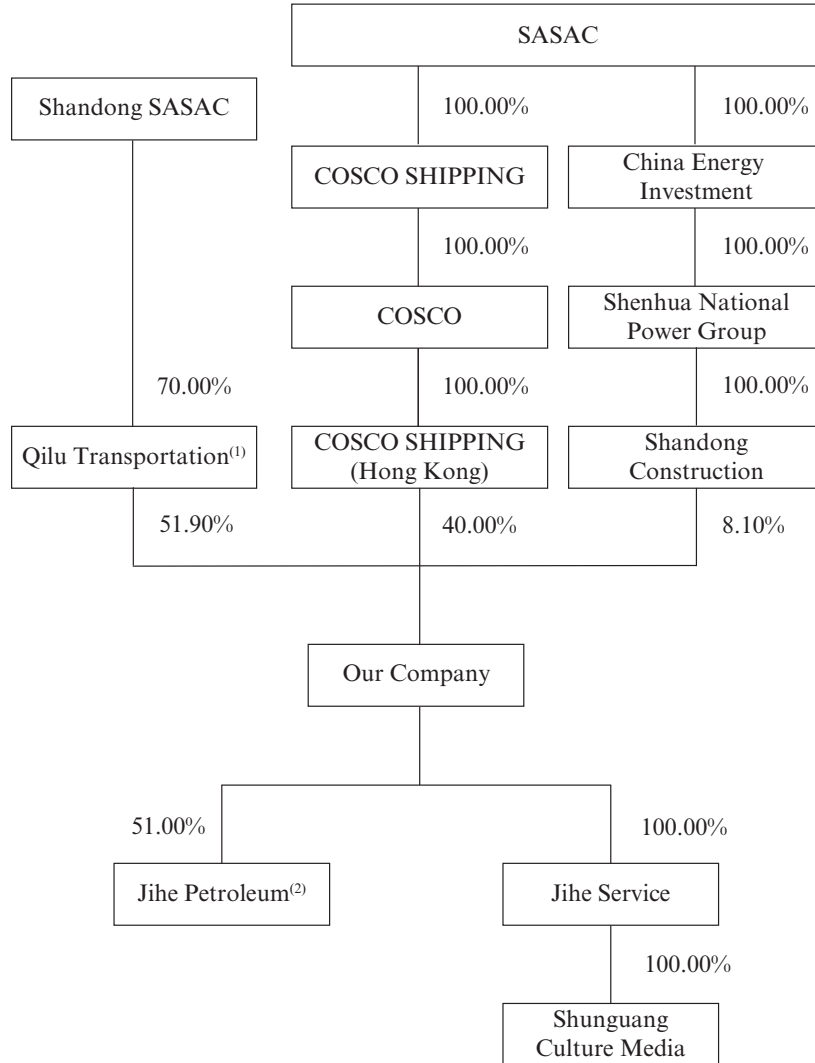 SASAC
Shandong SASAC
100.00%
100.00%
COSCO SHIPPING
China Energy
Investment
100.00%
100.00%
COSCO
Shenhua National
Power Group
70.00%
100.00%
100.00%
Qilu Transportation(1)
COSCO SHIPPING
(Hong Kong)
Shandong
Construction
51.90%
40.00%
8.10%
Our Company
51.00%
100.00%
Jihe Petroleum(2)
Jihe Service
100.00%
Shunguang
Culture Media